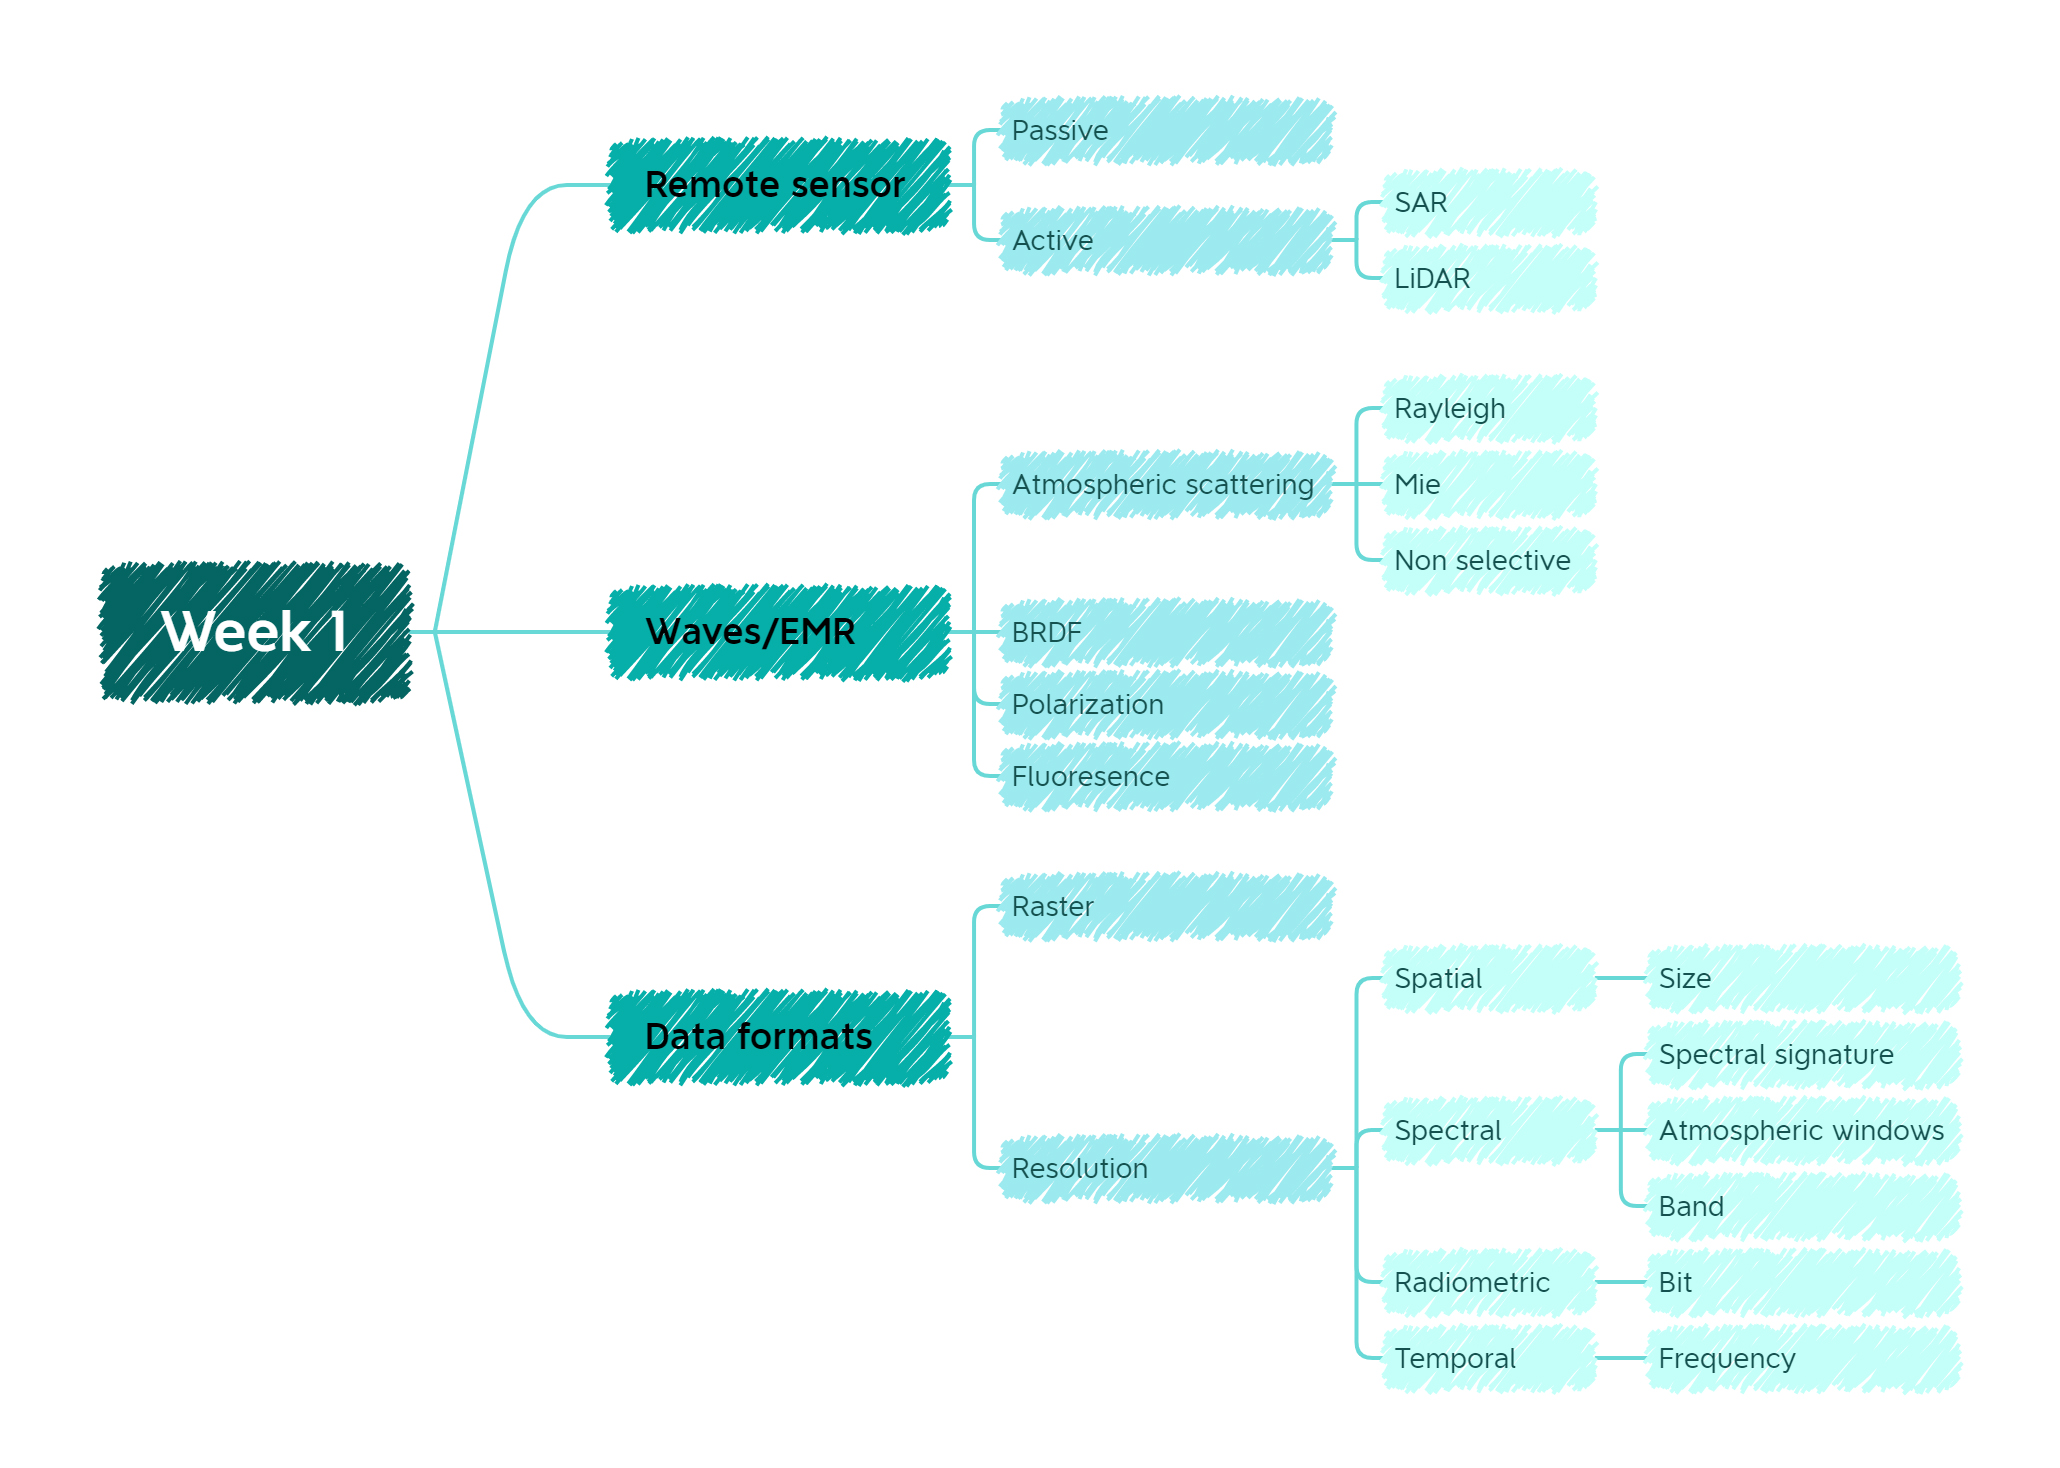 Week 1
Remote sensor
Passive
Active
SAR
LiDAR
Waves/EMR
Atmospheric scattering
Rayleigh
Mie
Non selective
BRDF
Polarization
Fluoresence
Data formats
Raster
Resolution
Spatial
Size
Spectral
Spectral signature
Atmospheric windows
Band
Radiometric
Bit
Temporal
Frequency